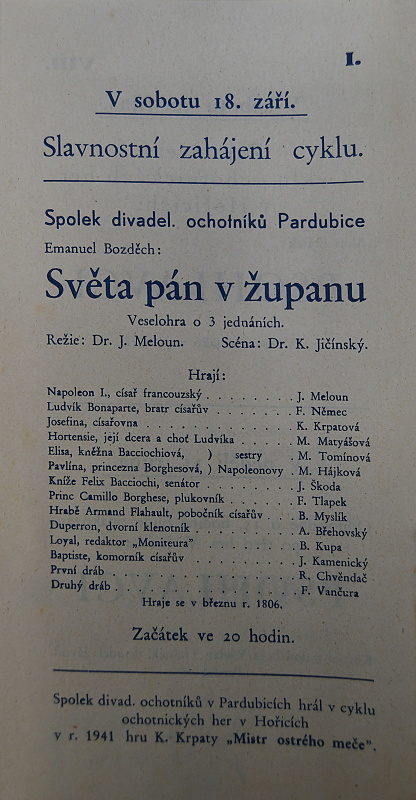 I.
V sobotu 18. září.
Slavnostní zahájení cyklu.
Spolek divadel. ochotníků Pardubice
Emanuel Bozděch:
Světa pán v županu
Veselohra o 3 jednáních.
Režie: Dr. J. Meloun. Scéna: Dr. K. Jičínský.
Hrají:
Napoleon I., císař francouzský . . . . . . . . J. Meloun
Ludvík Bonaparte, bratr císařův . . . . . . . F. Němec
Josefina, císařovna . . . . . . . . . . . . . K. Krpatová
Hortensie, její dcera a choť Ludvíka . . . . . M. Matyášová
Elisa, kněžna Bacciochiová, ) sestry . M. Tomínová
Pavlína, princezna Borghesová, ) Napoleonovy . M. Hájková
Kníže Felix Bacciochi, senátor . . . . . . . . J. Škoda
Princ Camillo Borghese, plukovník . . . . . . F. Tlapek
Hrabě Armand Flahault, pobočník císařův . . . B. Myslík
Duperron, dvorní klenotník . . . . . . . . . . A. Břehovský
Loyal, redaktor „Moniteura" . . . . . . . . . B. Kupa
Baptiste, komorník císařův . . . . . . . . . . J. Kamenický
První dráb . . . . . . . . . . . . . . . . . R. Chvěndač
Druhý dráb . . . . . . . . . . . . . . . . . F. Vančura
Hraje se v březnu r. 1806.
Začátek ve 20 hodin.
Spolek divad. ochotníků v Pardubicích hrál v cyklu
ochotnických her v Hořicích
v r. 1941 hru K. Krpaty „Mistr ostrého meče".